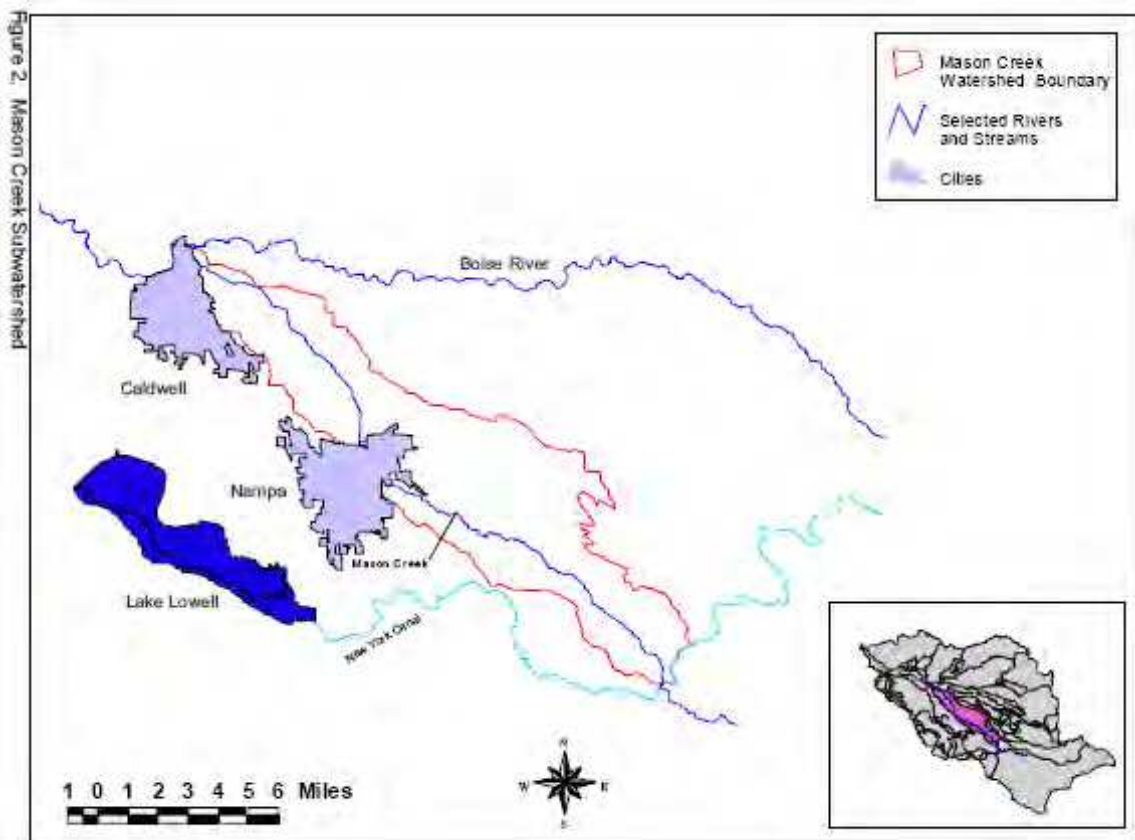 Figure 2. Mason Creek Subwatershed
Mason Creek
Watershed Boundary
Selected Rivers
and Streams
Cities
Boise River
Caldwell
Nampa
Mason Creek
Lake Lowell
New York Canal
1 0 1 2 3 4 5 6 Miles
N
W E
S